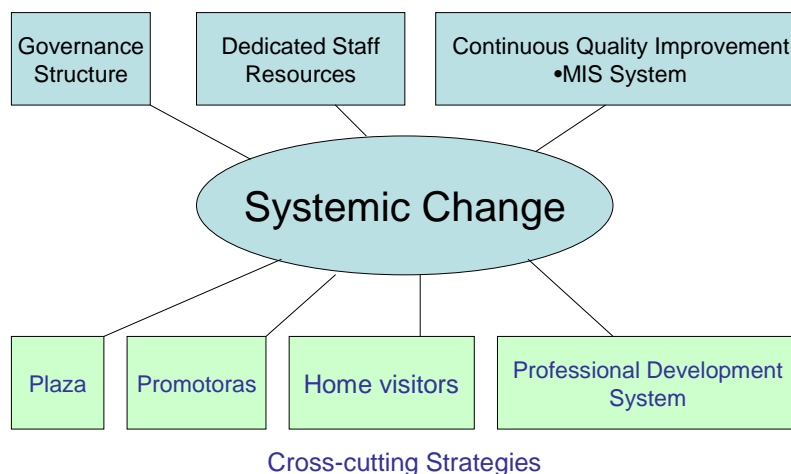 Governance
Structure
Dedicated Staff
Resources
Continuous Quality Improvement
•MIS System
Systemic Change
Plaza
Promotoras
Home visitors
Professional Development
System
Cross-cutting Strategies